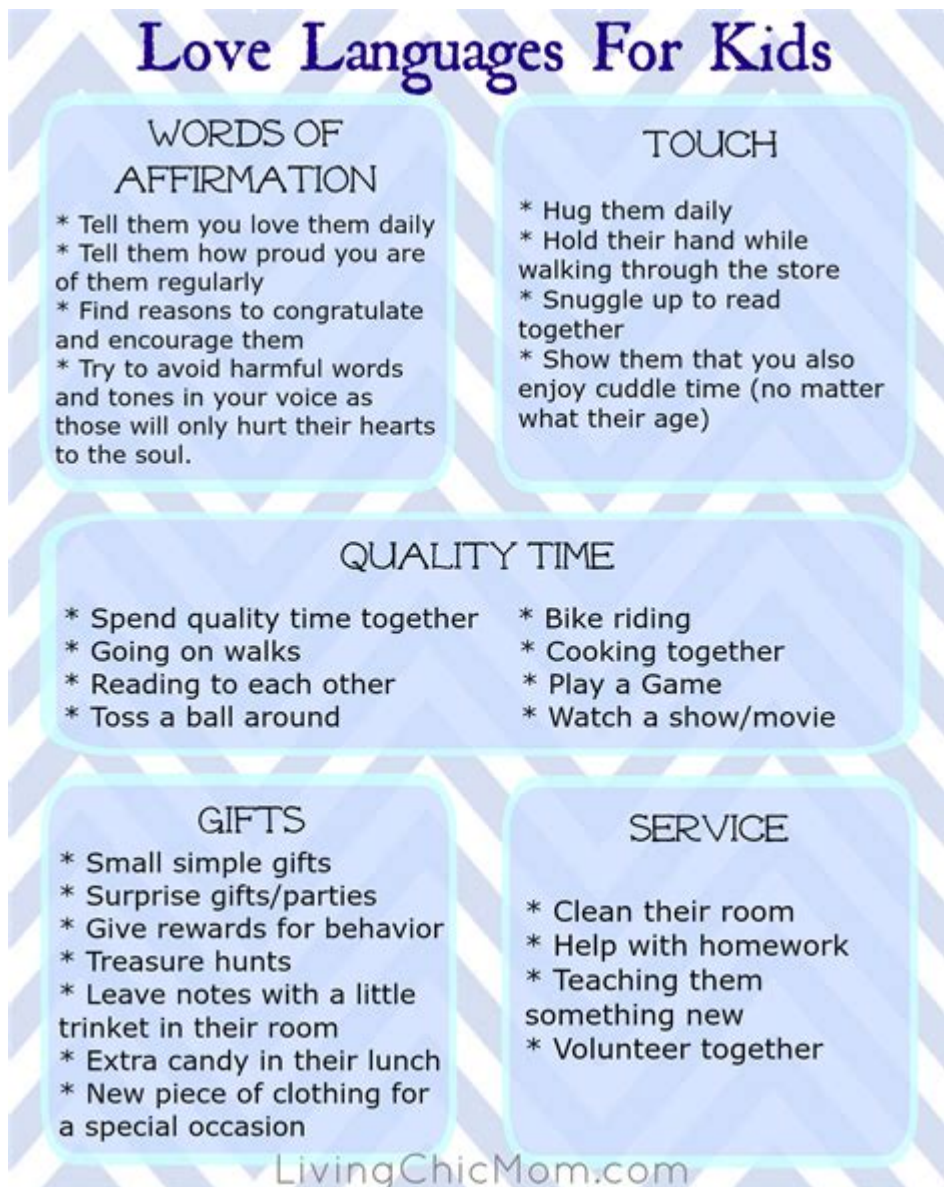 Love Languages For Kids
WORDS OF
AFFIRMATION
* Tell them you love them daily
* Tell them how proud you are
of them regularly
* Find reasons to congratulate
and encourage them
* Try to avoid harmful words
and tones in your voice as
those will only hurt their hearts
to the soul.
TOUCH
* Hug them daily
* Hold their hand while
walking through the store
* Snuggle up to read
together
* Show them that you also
enjoy cuddle time (no matter
what their age)
QUALITY TIME
* Spend quality time together
* Going on walks
* Reading to each other
* Toss a ball around
* Bike riding
* Cooking together
* Play a Game
* Watch a show/movie
GIFTS
* Small simple gifts
* Surprise gifts/parties
* Give rewards for behavior
* Treasure hunts
* Leave notes with a little
trinket in their room
* Extra candy in their lunch
* New piece of clothing for
a special occasion
SERVICE
* Clean their room
* Help with homework
* Teaching them
something new
* Volunteer together
LivingChicMom.com